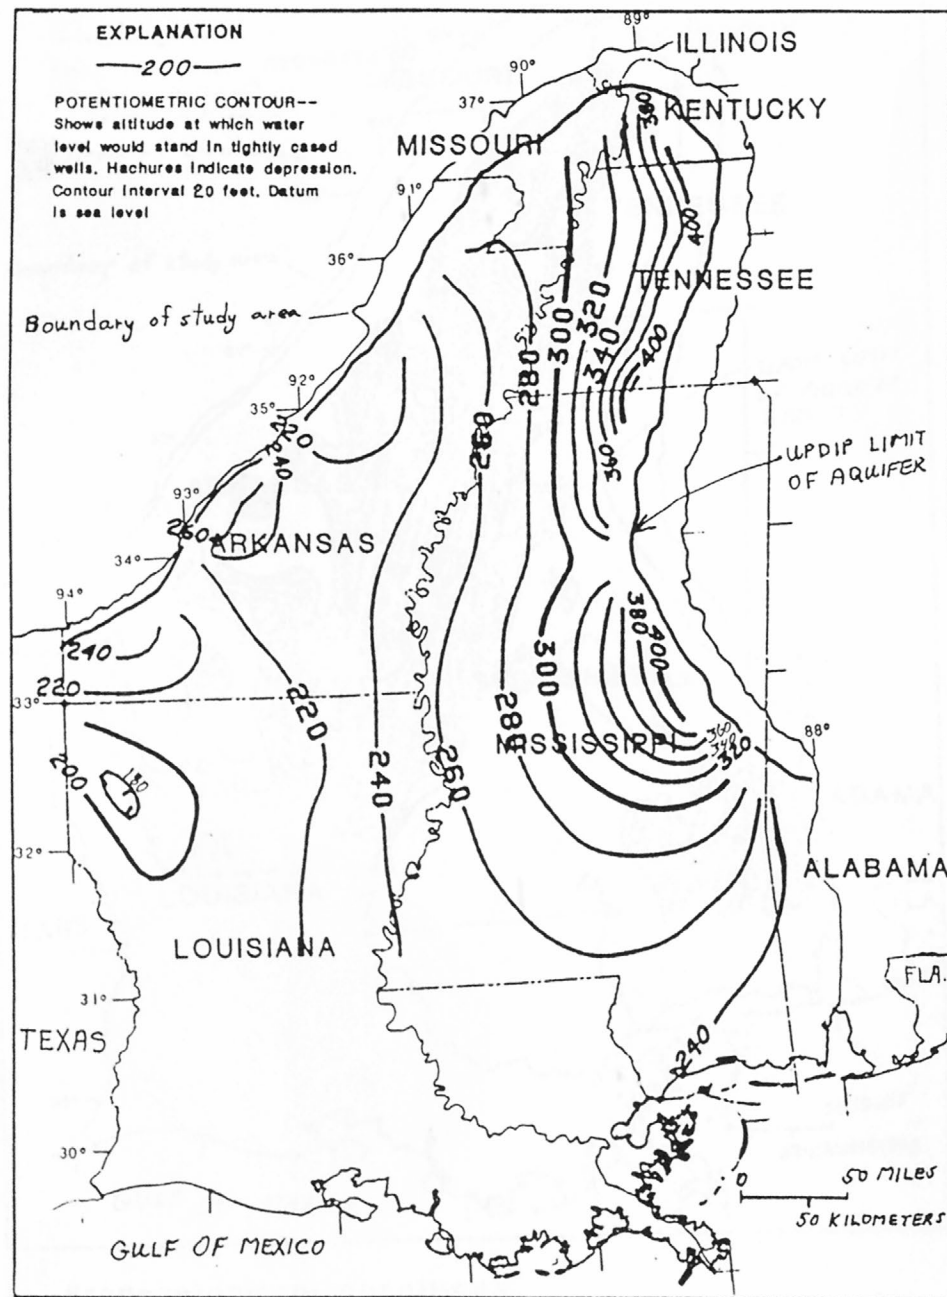 EXPLANATION
200
POTENTIOMETRIC CONTOUR--
Shows altitude at which water
level would stand in tightly cased
wells. Hachures indicate depression.
Contour interval 20 feet. Datum
is sea level
89°
ILLINOIS
90°
37°
KENTUCKY
380
MISSOURI
91°
400
36°
TENNESSEE
Boundary of study area
320
300
340
400
280
92°
35°
220
240
260
360
UPDIP LIMIT
OF AQUIFER
93°
260
ARKANSAS
34°
94°
380
400
240
220
33°
220
300
280
MISSISSIPPI
360
340
320
88°
200
180
240
260
32°
ALABAMA
LOUISIANA
FLA.
31°
TEXAS
240
30°
0
50 MILES
50 KILOMETERS
GULF OF MEXICO